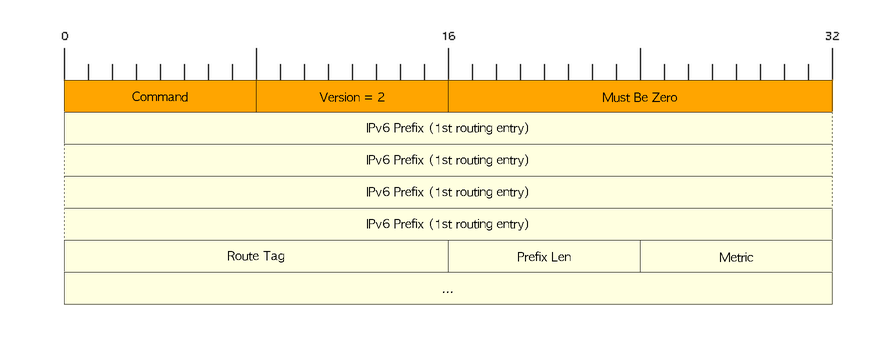 0 16 32
Command Version = 2 Must Be Zero
IPv6 Prefix (1st routing entry)
IPv6 Prefix (1st routing entry)
IPv6 Prefix (1st routing entry)
IPv6 Prefix (1st routing entry)
Route Tag Prefix Len Metric
...